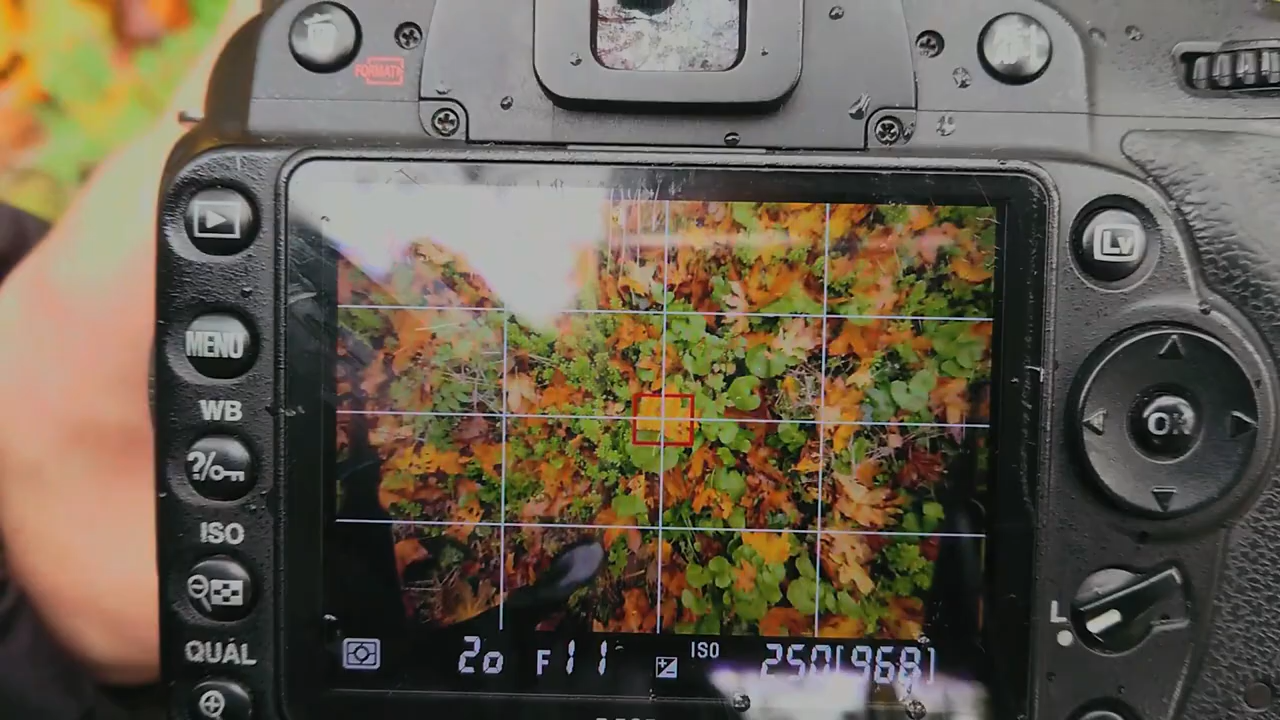 FORMAT
Lv
MENU
WB
OK
?/
ISO
QUAL
L
20 F11 ISO 250[968]